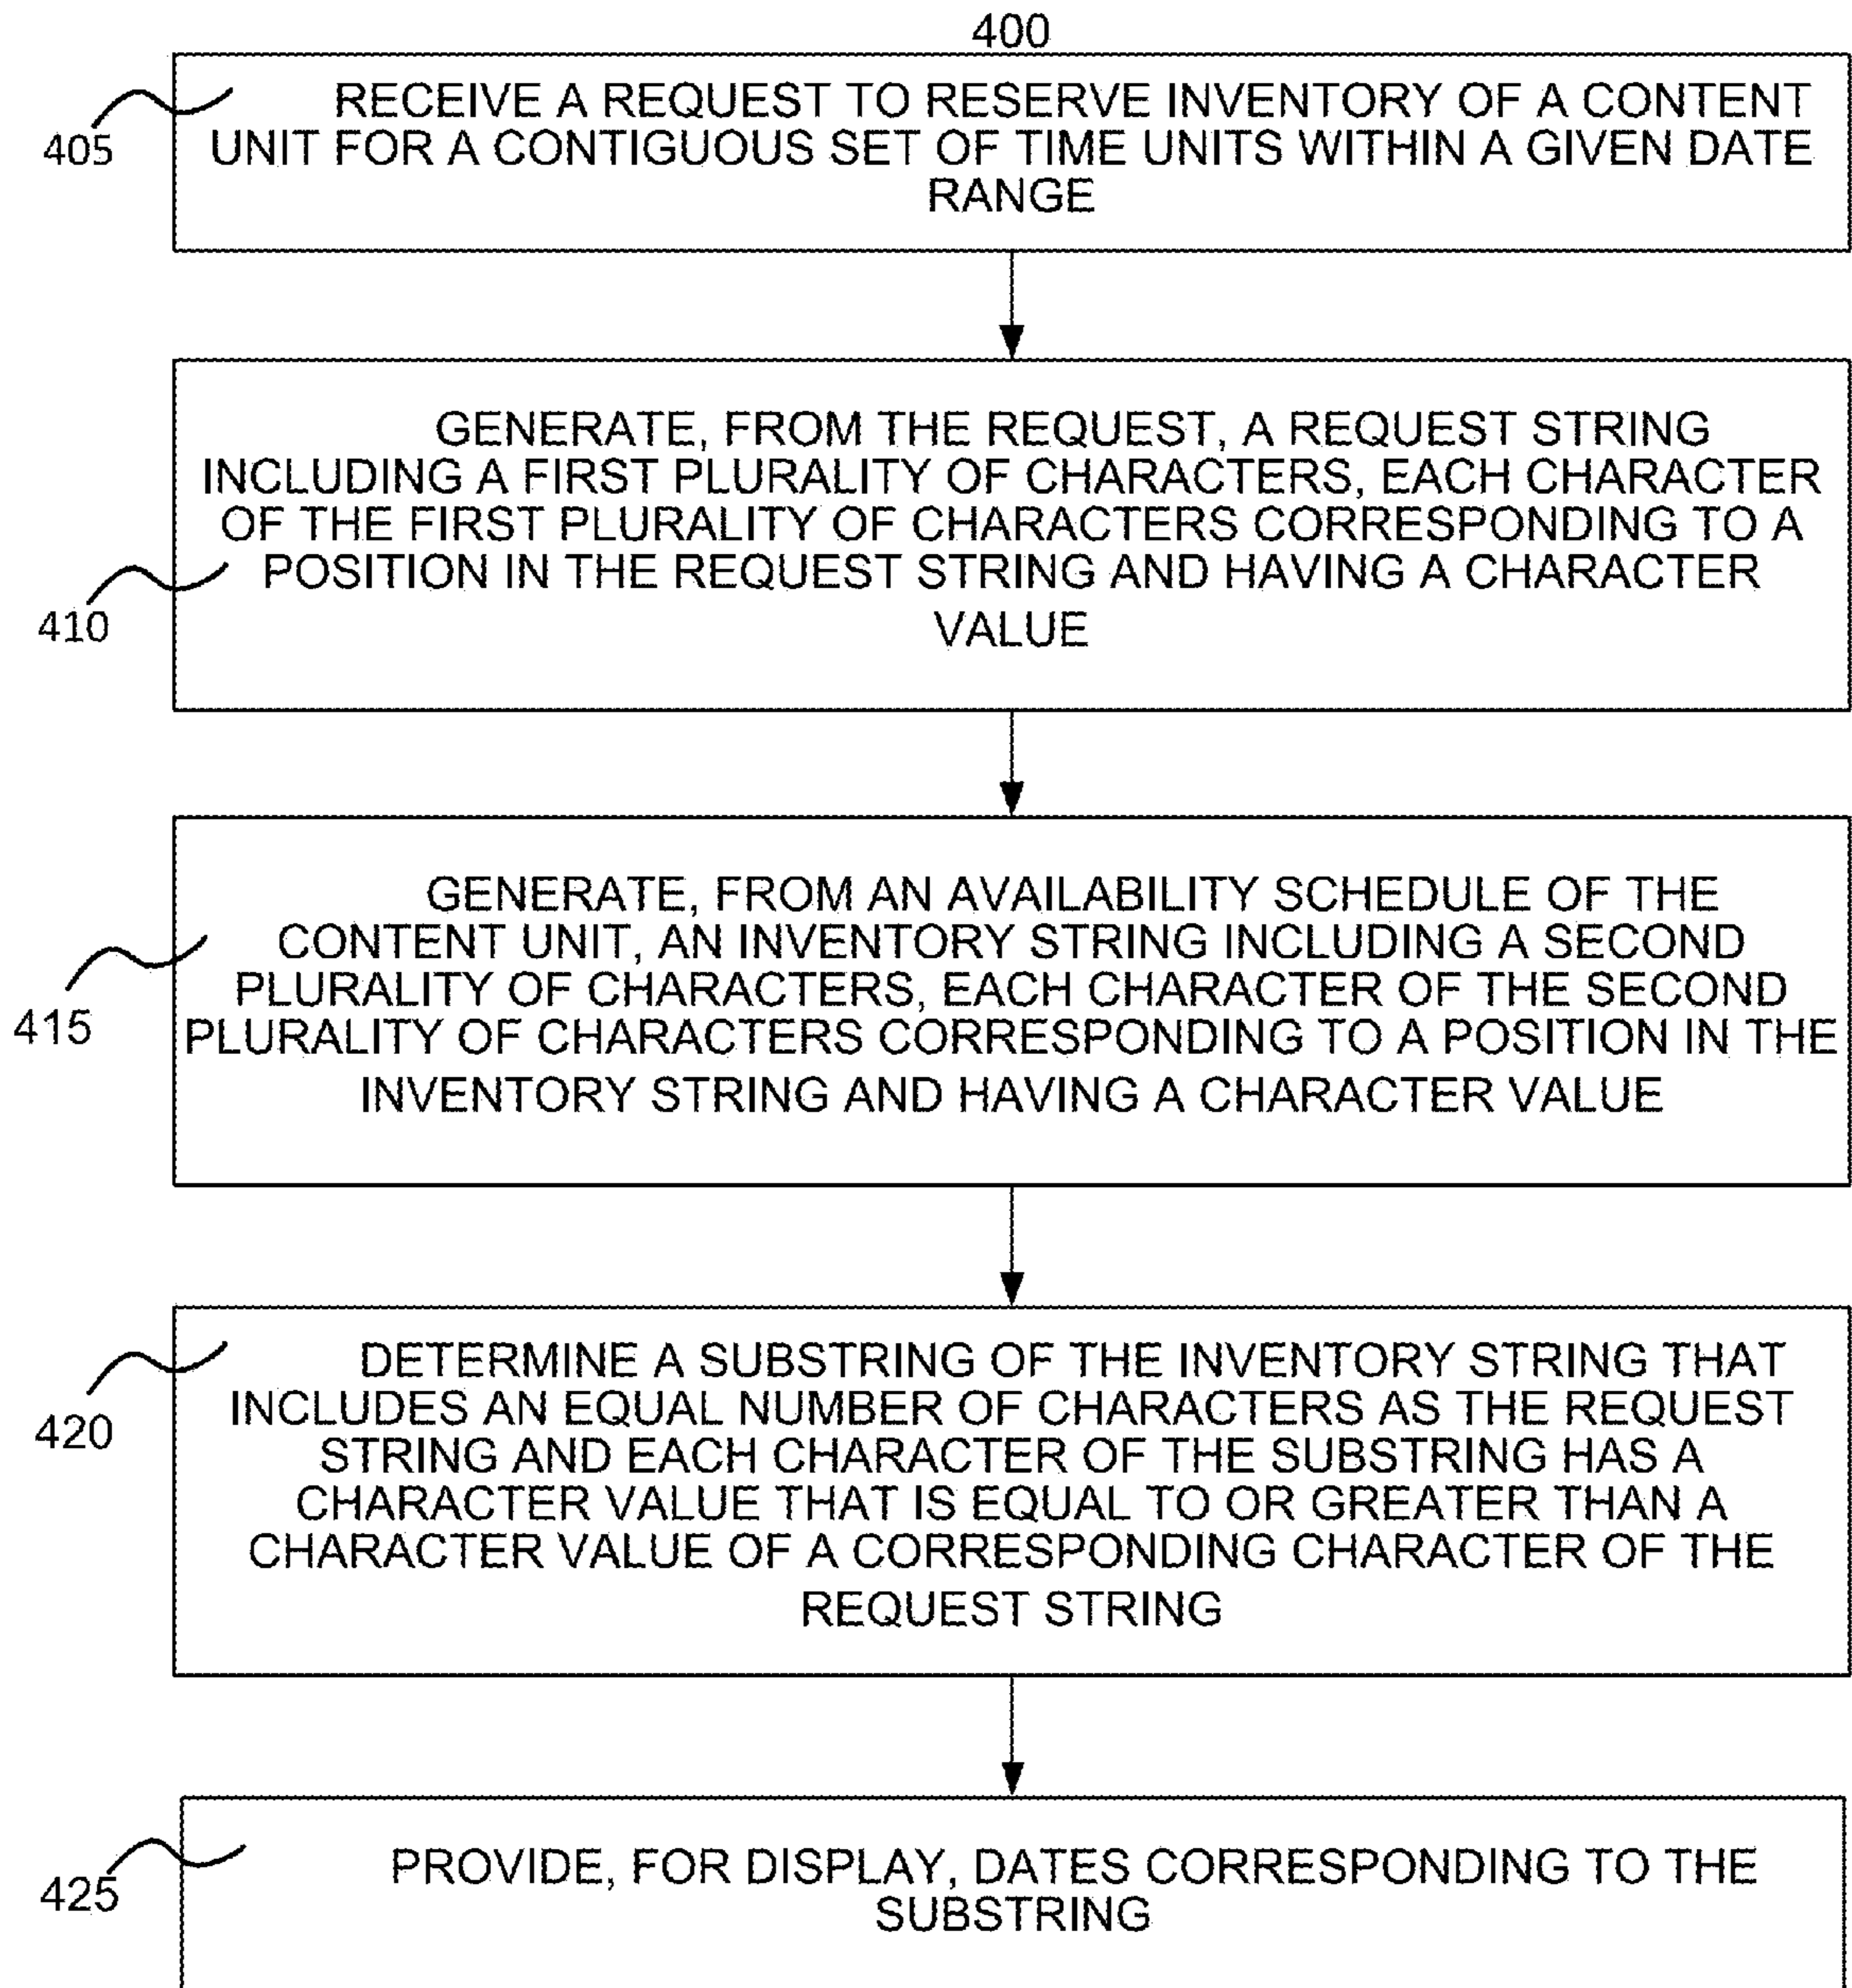 400
RECEIVE A REQUEST TO RESERVE INVENTORY OF A CONTENT
UNIT FOR A CONTIGUOUS SET OF TIME UNITS WITHIN A GIVEN DATE
RANGE
405
GENERATE, FROM THE REQUEST, A REQUEST STRING
INCLUDING A FIRST PLURALITY OF CHARACTERS, EACH CHARACTER
OF THE FIRST PLURALITY OF CHARACTERS CORRESPONDING TO A
POSITION IN THE REQUEST STRING AND HAVING A CHARACTER
VALUE
410
GENERATE, FROM AN AVAILABILITY SCHEDULE OF THE
CONTENT UNIT, AN INVENTORY STRING INCLUDING A SECOND
PLURALITY OF CHARACTERS, EACH CHARACTER OF THE SECOND
PLURALITY OF CHARACTERS CORRESPONDING TO A POSITION IN THE
INVENTORY STRING AND HAVING A CHARACTER VALUE
415
DETERMINE A SUBSTRING OF THE INVENTORY STRING THAT
INCLUDES AN EQUAL NUMBER OF CHARACTERS AS THE REQUEST
STRING AND EACH CHARACTER OF THE SUBSTRING HAS A
CHARACTER VALUE THAT IS EQUAL TO OR GREATER THAN A
CHARACTER VALUE OF A CORRESPONDING CHARACTER OF THE
REQUEST STRING
420
PROVIDE, FOR DISPLAY, DATES CORRESPONDING TO THE
SUBSTRING
425